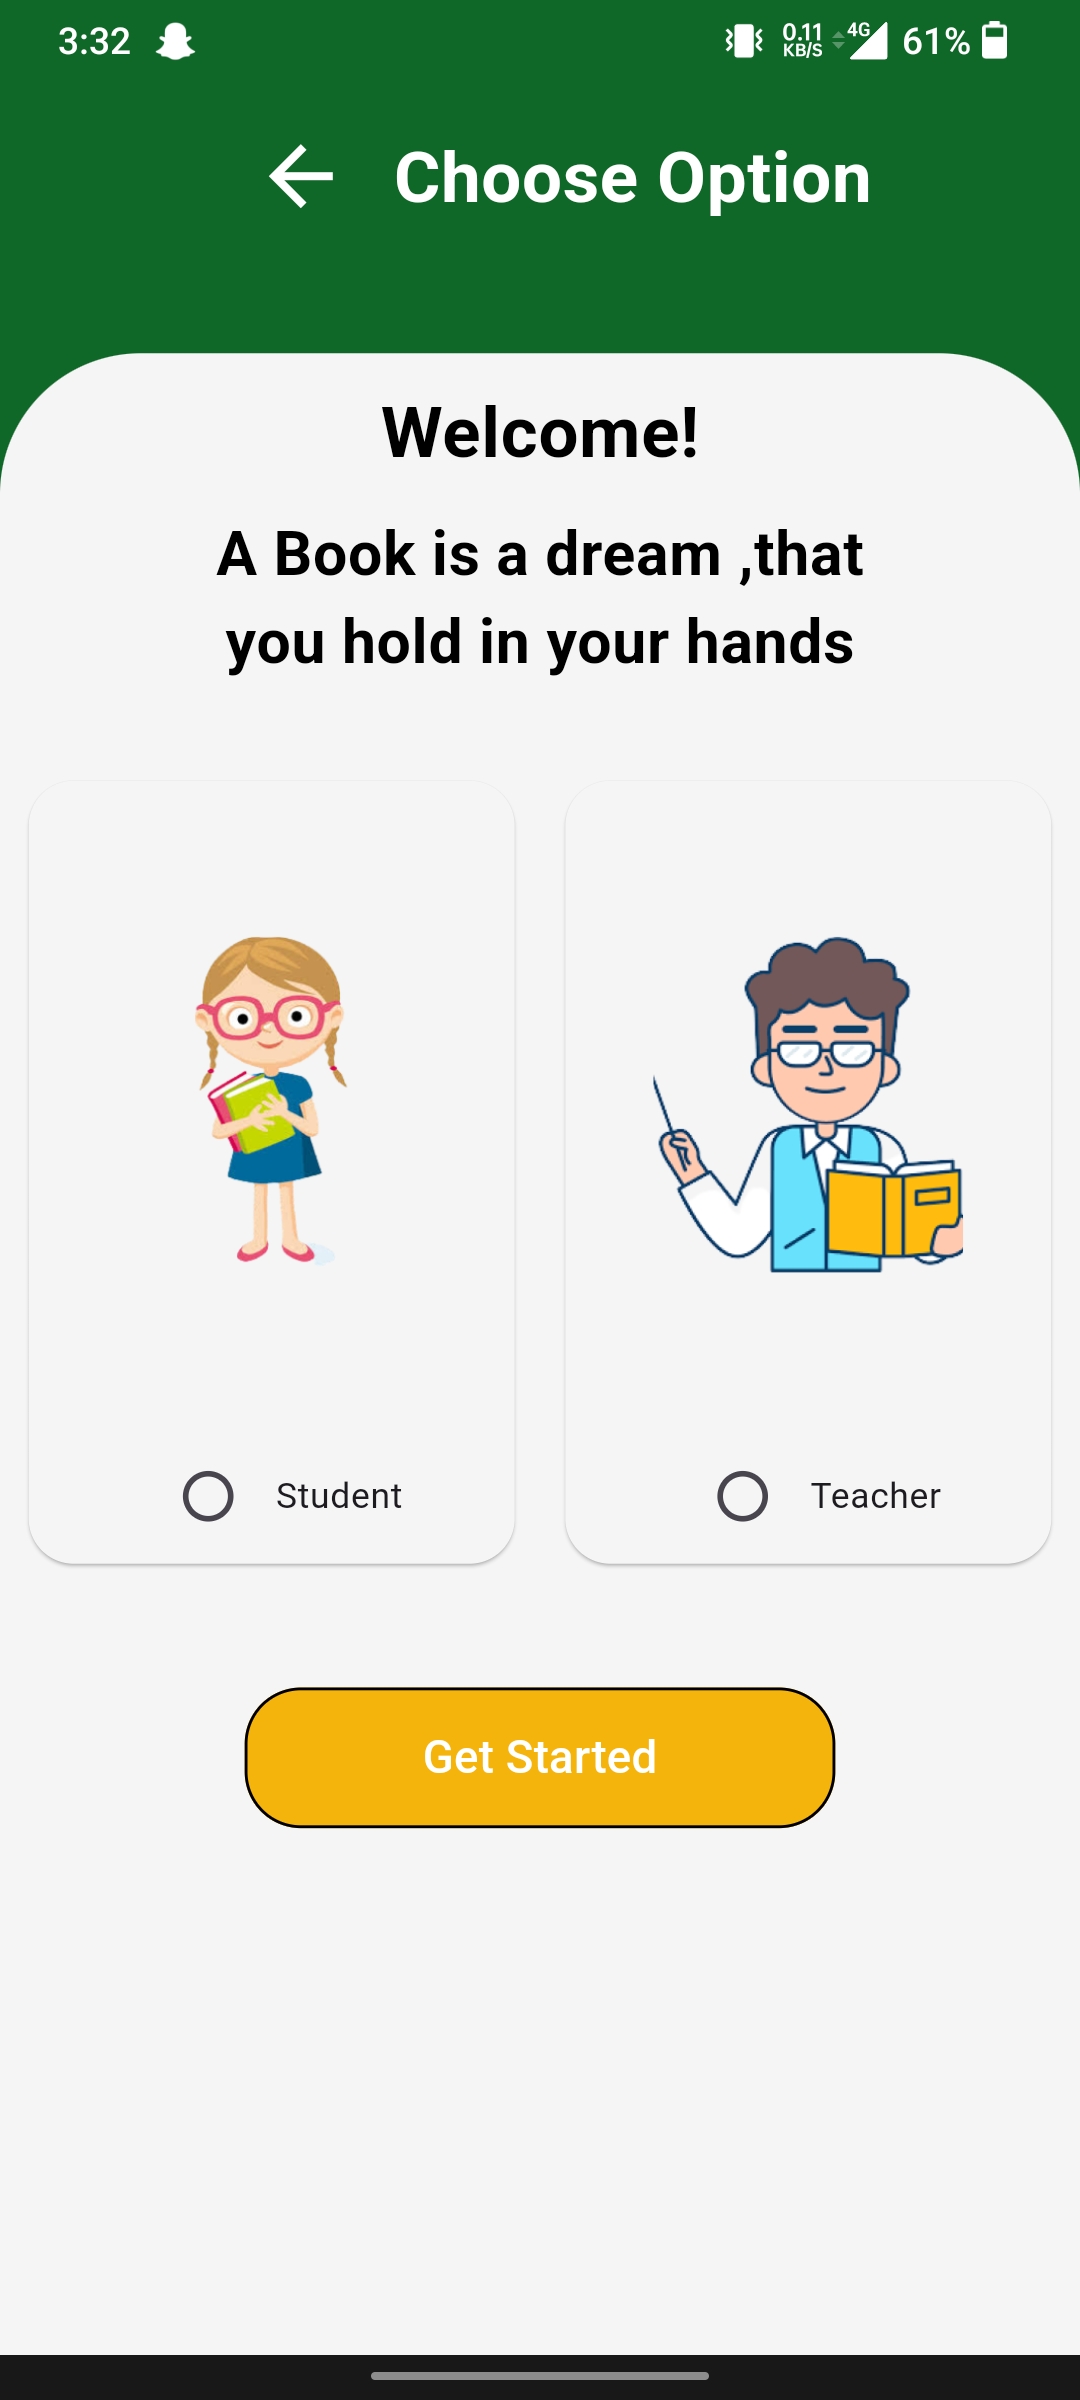 3:32 0.11 KB/S 4G 61%
Choose Option
Welcome!
A Book is a dream ,that
you hold in your hands
Student
Teacher
Get Started